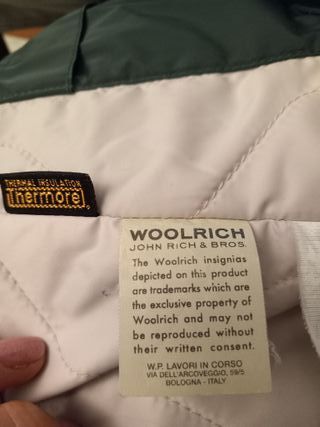 THERMAL INSULATION
Thermore
WOOLRICH
JOHN RICH & BROS.
The Woolrich insignias
depicted on this product
are trademarks which are
the exclusive property of
Woolrich and may not
be reproduced without
their written consent.
W.P. LAVORI IN CORSO
VIA DELL'ARCOVEGGIO, 59/5
BOLOGNA - ITALY